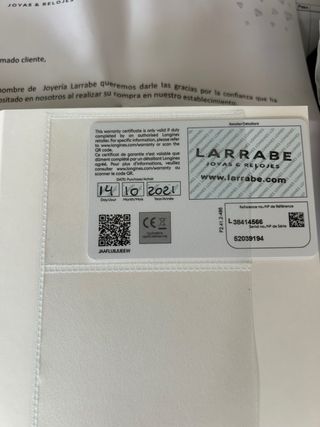 JOYAS & RELOJES
mado cliente,
nombre de Joyería Larrabe queremos darle las gracias por la confianza que ha
ositado en nosotros al realizar su compra en nuestro establecimiento.
This warranty certificate is only valid if duly
completed by an authorised Longines
retailer. For specific information, please refer
to www.longines.com/warranty or scan the
QR code.
Ce certificat de garantie n'est valable que
dûment complété par un détaillant Longines
agréé. Pour plus d'informations, veuillez
consulter www.longines.com/warranty ou
scanner le code QR.
DATE Purchase/Achat
14 10 2021
Day/Jour Month/Mois Year/Année
Retailer/Détaillant
LARRABE
JOYAS & RELOJES
www.larrabe.com
Reference no./Nº de Référence
L-38414566
Serial no./Nº de Série
52039194
CE